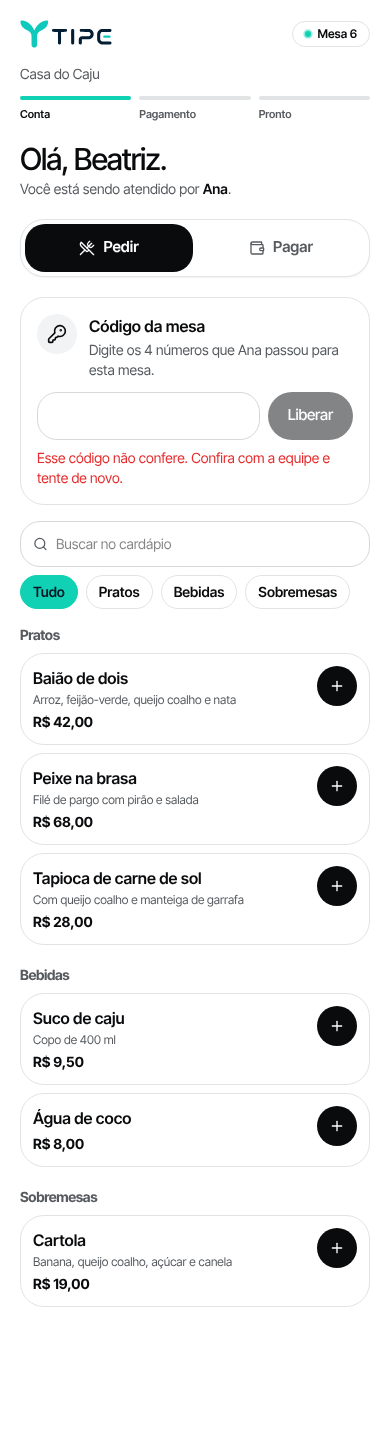 TIPE
Mesa 6
Casa do Caju
Conta
Pagamento
Pronto
Olá, Beatriz.
Você está sendo atendido por Ana.
Pedir
Pagar
Código da mesa
Digite os 4 números que Ana passou para
esta mesa.
Liberar
Esse código não confere. Confira com a equipe e
tente de novo.
Buscar no cardápio
Tudo
Pratos
Bebidas
Sobremesas
Pratos
Baião de dois
Arroz, feijão-verde, queijo coalho e nata
R$ 42,00
Peixe na brasa
Filé de pargo com pirão e salada
R$ 68,00
Tapioca de carne de sol
Com queijo coalho e manteiga de garrafa
R$ 28,00
Bebidas
Suco de caju
Copo de 400 ml
R$ 9,50
Água de coco
R$ 8,00
Sobremesas
Cartola
Banana, queijo coalho, açúcar e canela
R$ 19,00